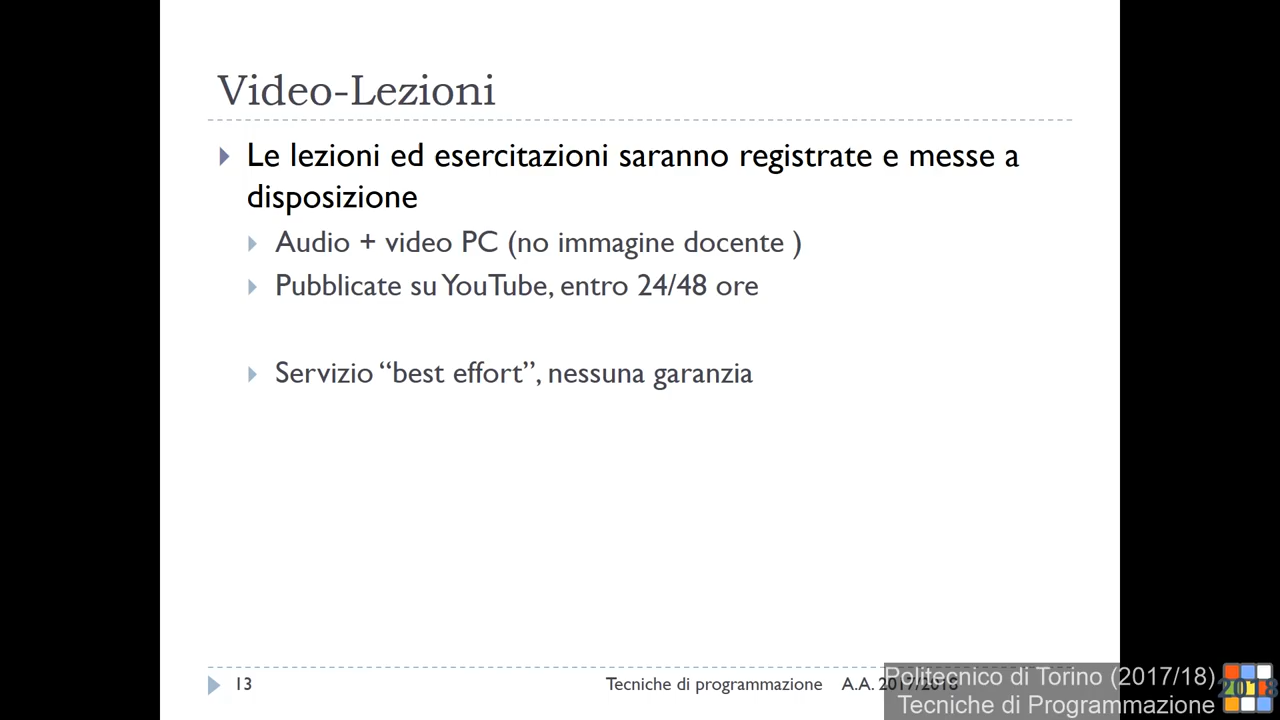 Video-Lezioni
Le lezioni ed esercitazioni saranno registrate e messe a
disposizione
Audio + video PC (no immagine docente )
Pubblicate su YouTube, entro 24/48 ore
Servizio “best effort”, nessuna garanzia
13
Tecniche di programmazione A.A. 2017/2018
Politecnico di Torino (2017/18)
Tecniche di Programmazione
2018